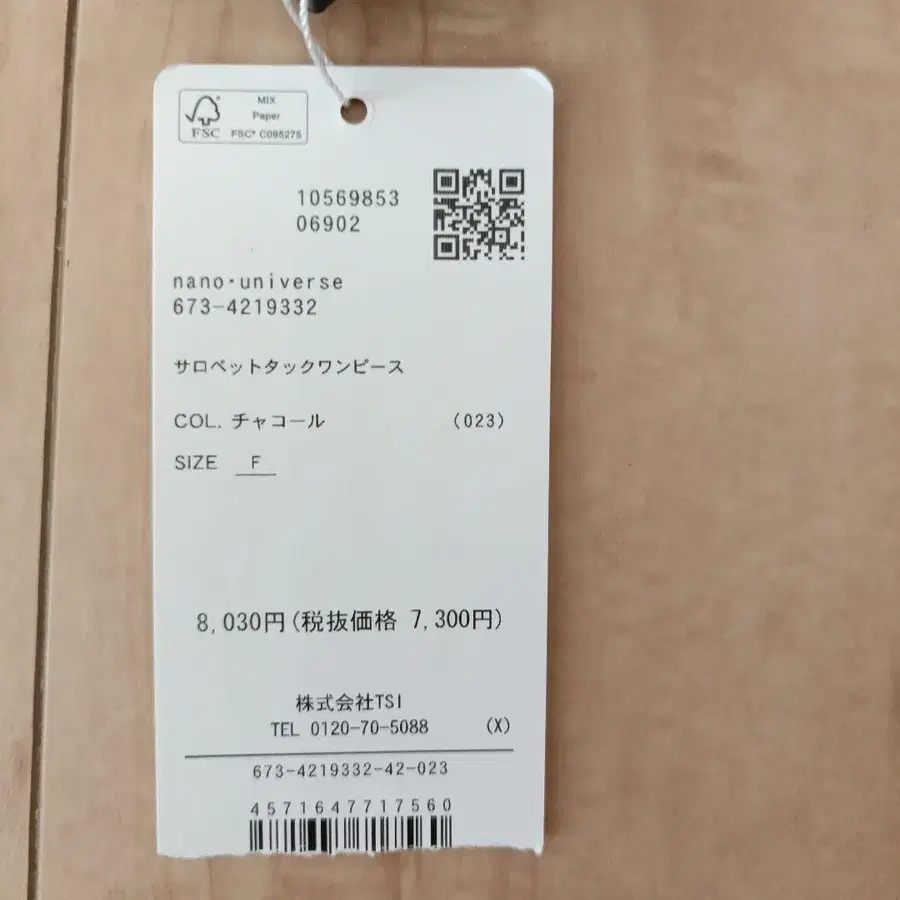 MIX
Paper
FSC
FSC® C095275
10569853
06902
nano・universe
673-4219332
サロペットタックワンピース
COL. チャコール (023)
SIZE F
8,030円(税抜価格 7,300円)
株式会社TSI
TEL 0120-70-5088 (X)
673-4219332-42-023
4571647717560